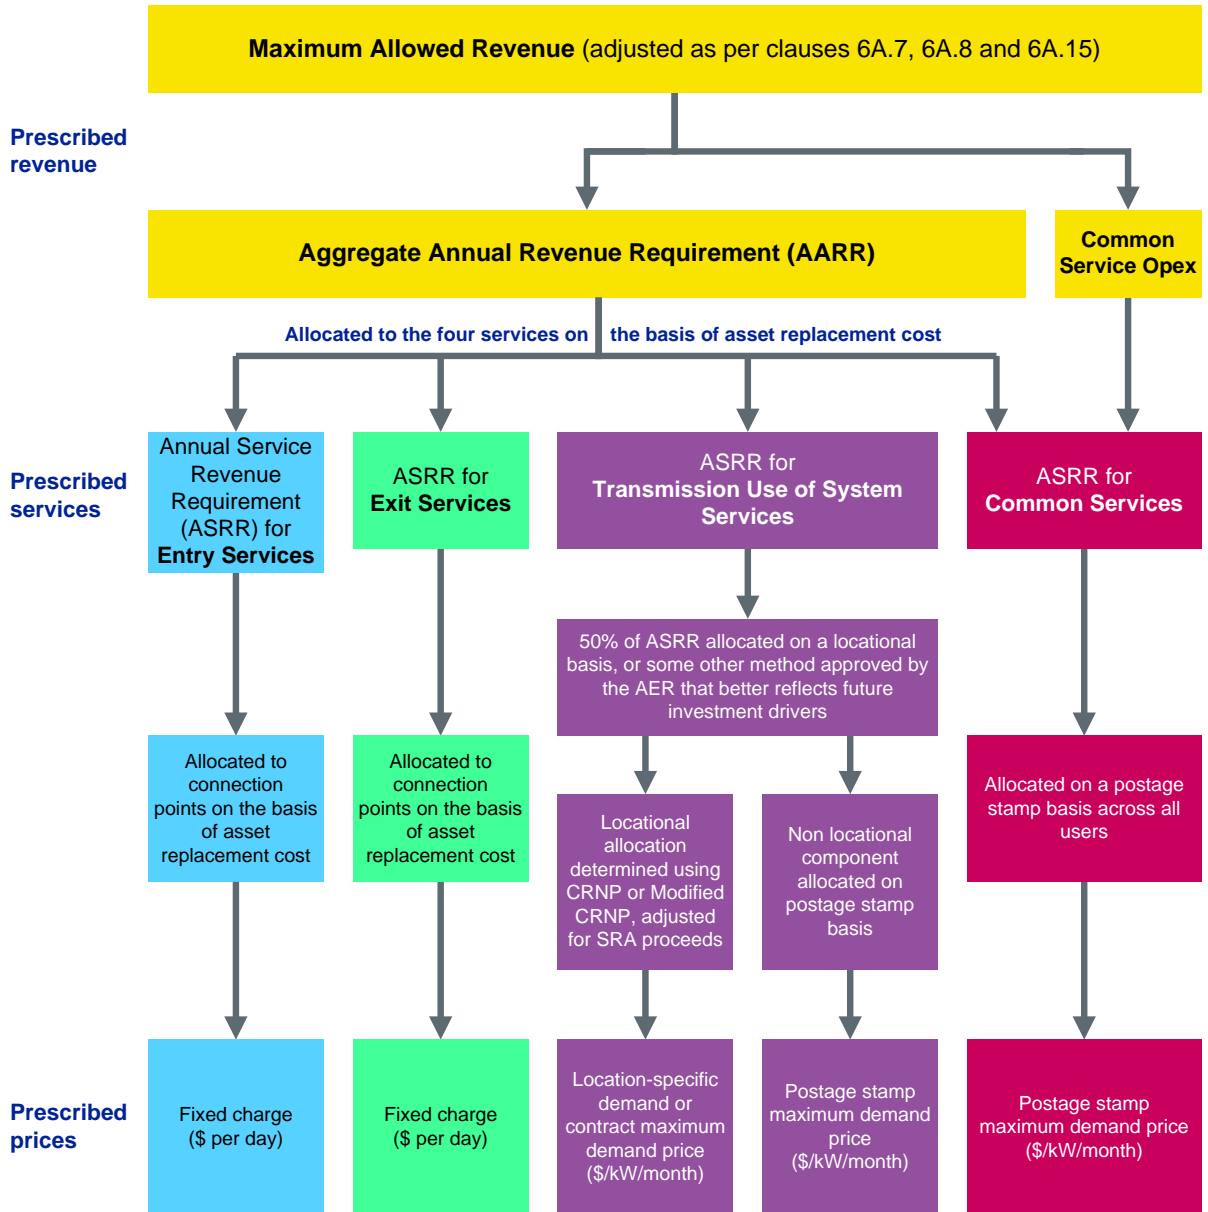 Maximum Allowed Revenue (adjusted as per clauses 6A.7, 6A.8 and 6A.15)
Prescribed
revenue
Aggregate Annual Revenue Requirement (AARR)
Common
Service Opex
Allocated to the four services on the basis of asset replacement cost
Prescribed
services
Annual Service
Revenue
Requirement
(ASRR) for
Entry Services
ASRR for
Exit Services
ASRR for
Transmission Use of System
Services
ASRR for
Common Services
50% of ASRR allocated on a locational
basis, or some other method approved by
the AER that better reflects future
investment drivers
Allocated to
connection
points on the basis
of asset
replacement cost
Allocated to
connection
points on the basis
of asset
replacement cost
Locational
allocation
determined using
CRNP or Modified
CRNP, adjusted
for SRA proceeds
Non locational
component
allocated on
postage stamp
basis
Allocated on a postage
stamp basis across all
users
Prescribed
prices
Fixed charge
($ per day)
Fixed charge
($ per day)
Location-specific
demand or
contract maximum
demand price
($/kW/month)
Postage stamp
maximum demand
price
($/kW/month)
Postage stamp
maximum demand price
($/kW/month)